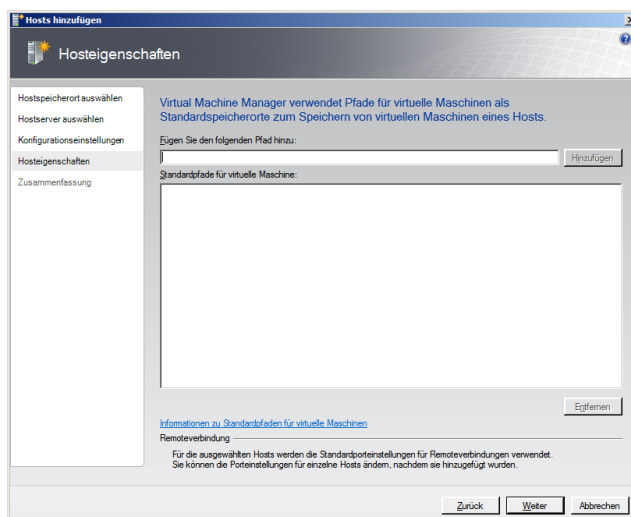 Hosts hinzufügen
Hosteigenschaften
Hostspeicherort auswählen
Hostserver auswählen
Konfigurationseinstellungen
Hosteigenschaften
Zusammenfassung
Virtual Machine Manager verwendet Pfade für virtuelle Maschinen als
Standardspeicherorte zum Speichern von virtuellen Maschinen eines Hosts.
Fügen Sie den folgenden Pfad hinzu:
Hinzufügen
Standardpfade für virtuelle Maschine:
Entfernen
Informationen zu Standardpfaden für virtuelle Maschinen
Remoteverbindung
Für die ausgewählten Hosts werden die Standardporteinstellungen für Remoteverbindungen verwendet.
Sie können die Porteinstellungen für einzelne Hosts ändern, nachdem sie hinzugefügt wurden.
Zurück Weiter Abbrechen